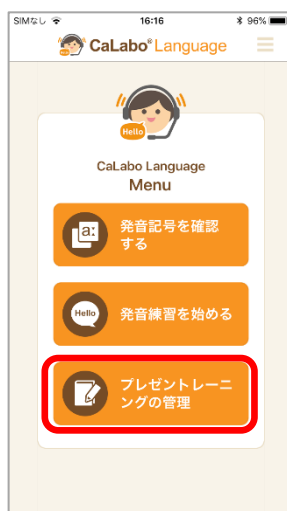 SIMなし 16:16 96%
CaLabo® Language
Hello
CaLabo Language
Menu
a:
発音記号を確認
する
Hello
発音練習を始める
プレゼントレーニ
ングの管理